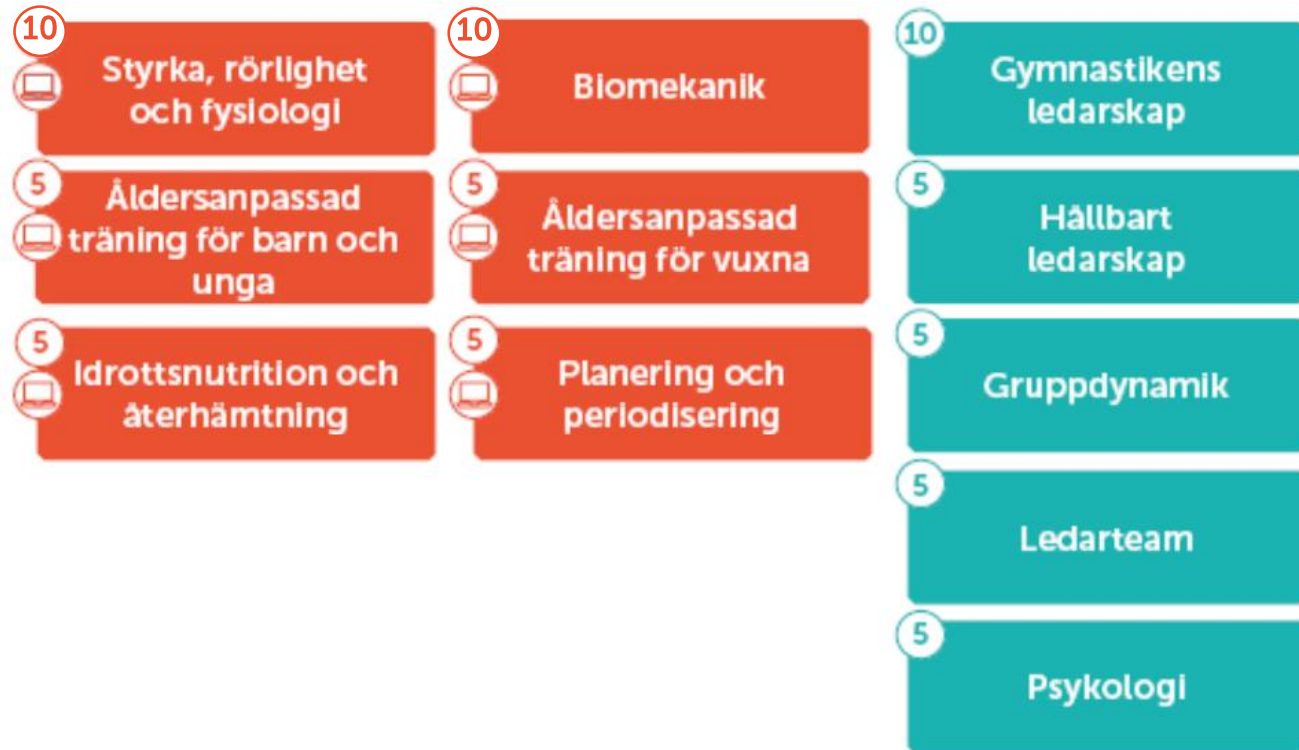 10
Styrka, rörlighet
och fysiologi
5
Åldersanpassad
träning för barn och
unga
5
Idrottsnutrition och
återhämtning
10
Biomekanik
5
Åldersanpassad
träning för vuxna
5
Planering och
periodisering
10
Gymnastikens
ledarskap
5
Hållbart
ledarskap
5
Gruppdynamik
5
Ledarteam
5
Psykologi